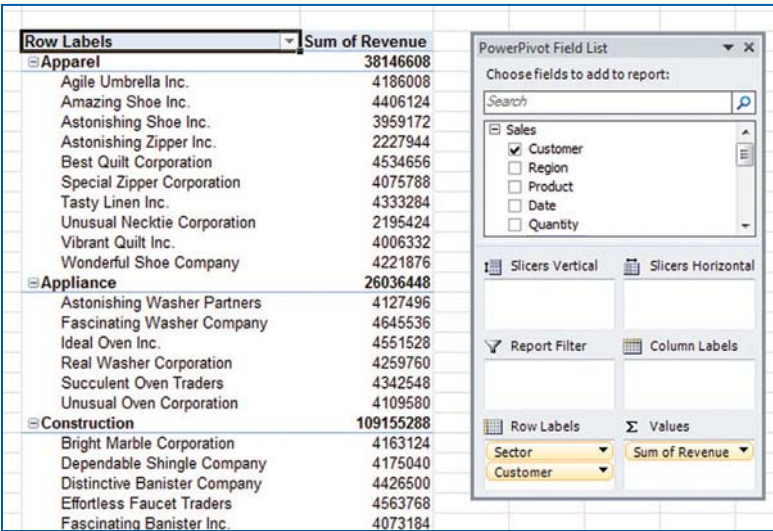 Row Labels Sum of Revenue
Apparel 38146608
Agile Umbrella Inc. 4186008
Amazing Shoe Inc. 4406124
Astonishing Shoe Inc. 3959172
Astonishing Zipper Inc. 2227944
Best Quilt Corporation 4534656
Special Zipper Corporation 4075788
Tasty Linen Inc. 4333284
Unusual Necktie Corporation 2195424
Vibrant Quilt Inc. 4006332
Wonderful Shoe Company 4221876
Appliance 26036448
Astonishing Washer Partners 4127496
Fascinating Washer Company 4645536
Ideal Oven Inc. 4551528
Real Washer Corporation 4259760
Succulent Oven Traders 4342548
Unusual Oven Corporation 4109580
Construction 109155288
Bright Marble Corporation 4163124
Dependable Shingle Company 4175040
Distinctive Banister Company 4426500
Effortless Faucet Traders 4563768
Fascinating Banister Inc. 4073184
PowerPivot Field List
Choose fields to add to report:
Search
Sales
Customer
Region
Product
Date
Quantity
Slicers Vertical Slicers Horizontal
Report Filter Column Labels
Row Labels Σ Values
Sector Sum of Revenue
Customer